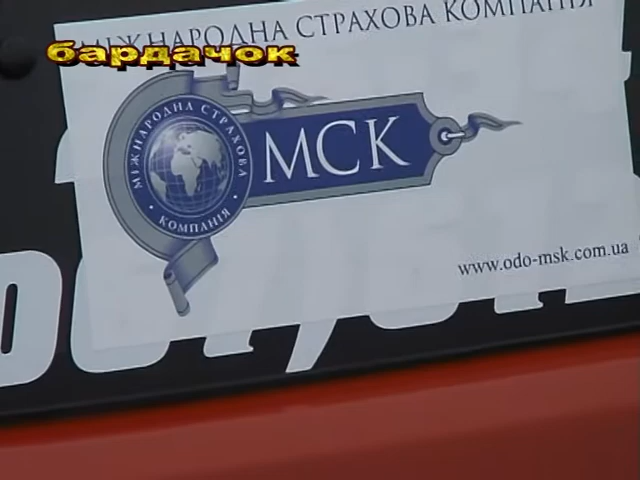 МІЖНАРОДНА СТРАХОВА КОМПАНІЯ
бардачок
МІЖНАРОДНА СТРАХОВА
КОМПАНІЯ
МСК
www.odo-msk.com.ua